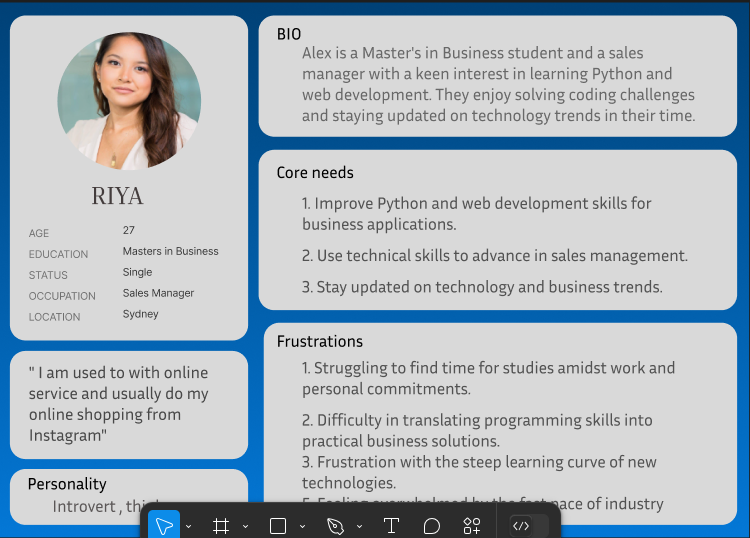 RIYA
AGE 27
EDUCATION Masters in Business
STATUS Single
OCCUPATION Sales Manager
LOCATION Sydney
" I am used to with online
service and usually do my
online shopping from
Instagram"
Personality
Introvert ,
BIO
Alex is a Master's in Business student and a sales
manager with a keen interest in learning Python and
web development. They enjoy solving coding challenges
and staying updated on technology trends in their time.
Core needs
1. Improve Python and web development skills for
business applications.
2. Use technical skills to advance in sales management.
3. Stay updated on technology and business trends.
Frustrations
1. Struggling to find time for studies amidst work and
personal commitments.
2. Difficulty in translating programming skills into
practical business solutions.
3. Frustration with the steep learning curve of new
technologies.
5. Feeling overwhelmed by the fast pace of industry